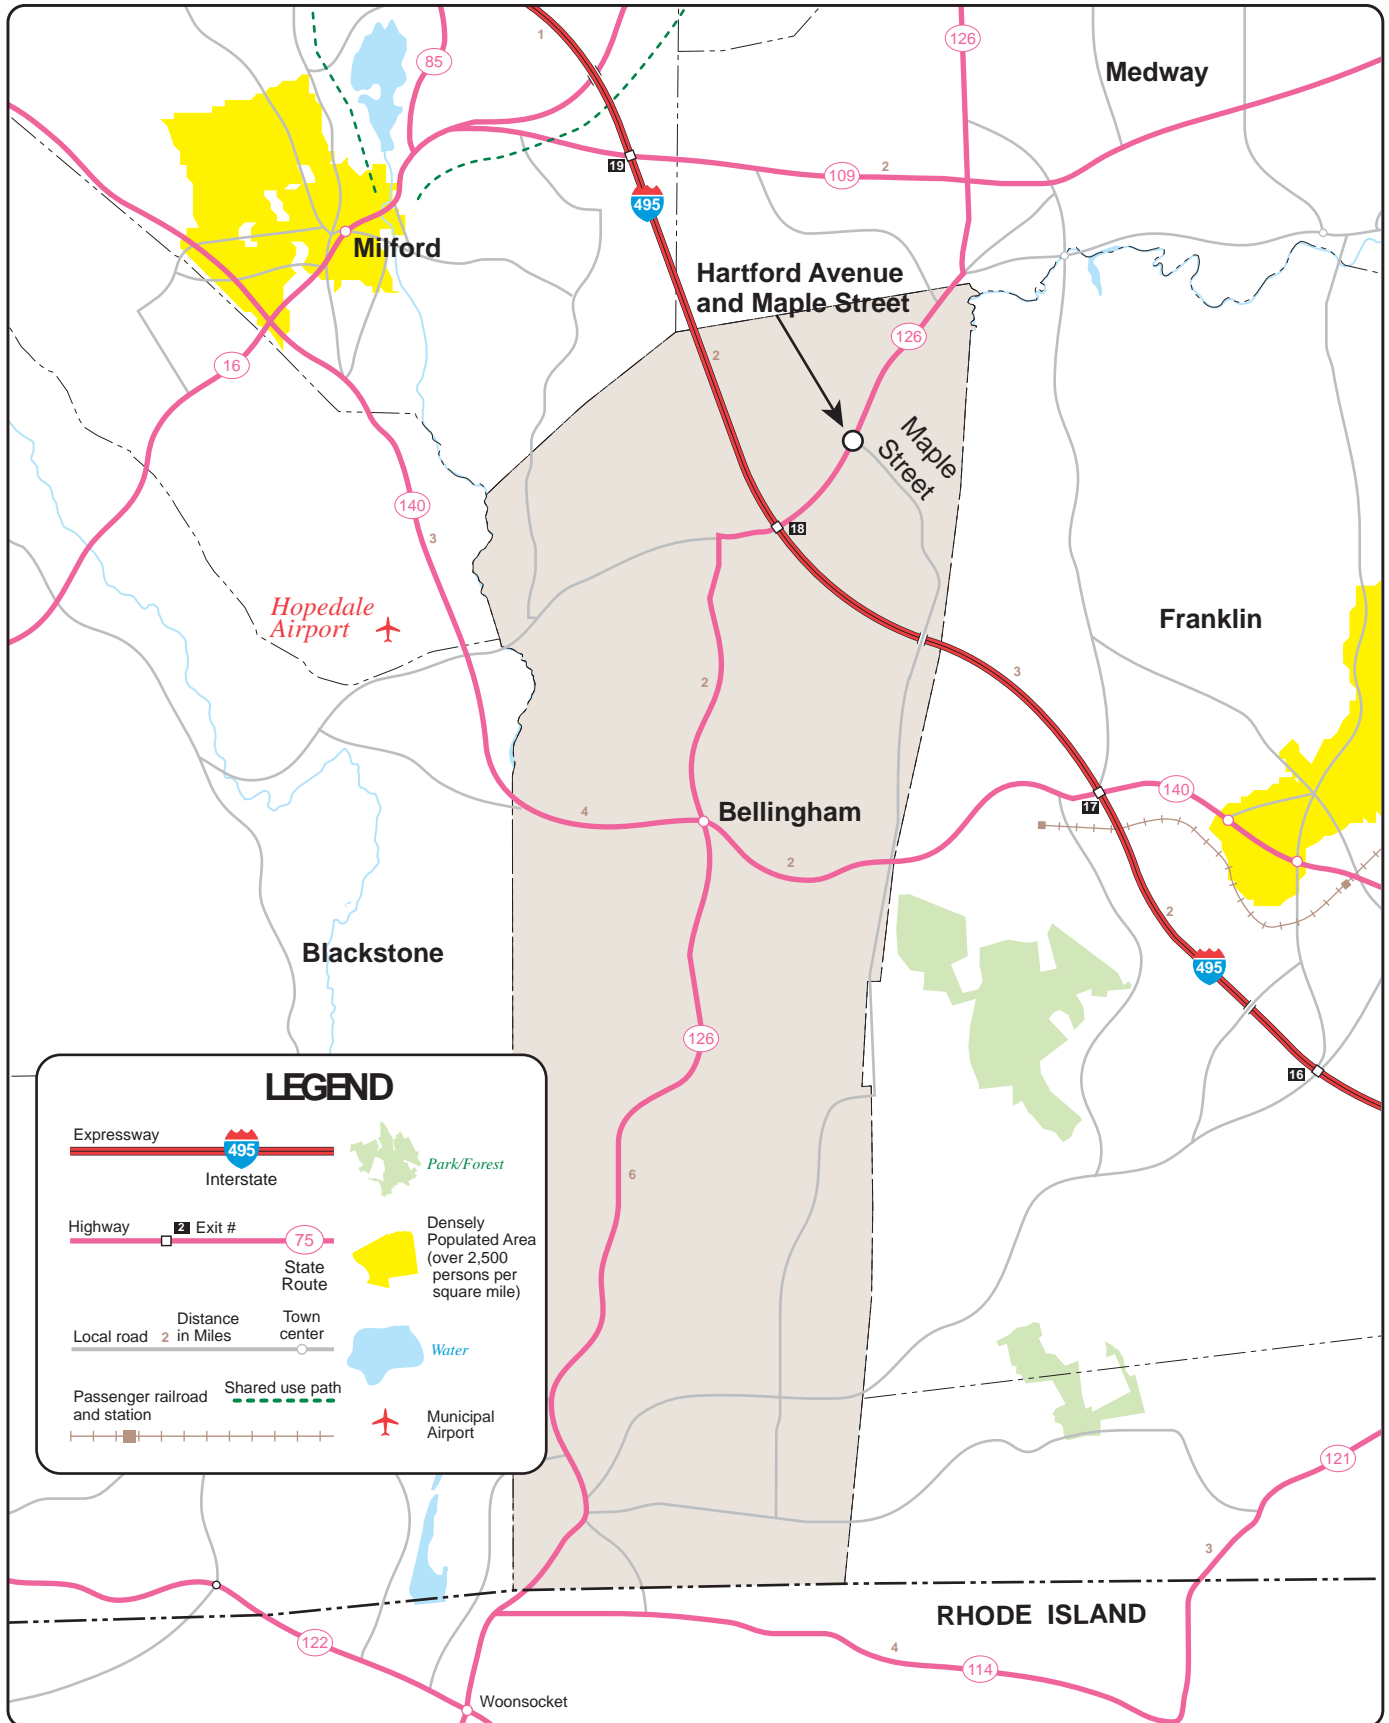 1
85
126
Medway
19
109
2
495
Milford
Hartford Avenue
and Maple Street
126
2
16
Maple
Street
140
3
18
Hopedale
Airport
Franklin
2
3
140
17
4
Bellingham
2
2
Blackstone
495
126
16
6
LEGEND
Expressway
495
Interstate
Park/Forest
Highway
2 Exit #
75
State
Route
Densely
Populated Area
(over 2,500
persons per
square mile)
Local road
2
Distance
in Miles
Town
center
Water
Passenger railroad
and station
Shared use path
Municipal
Airport
121
3
RHODE ISLAND
122
4
114
Woonsocket